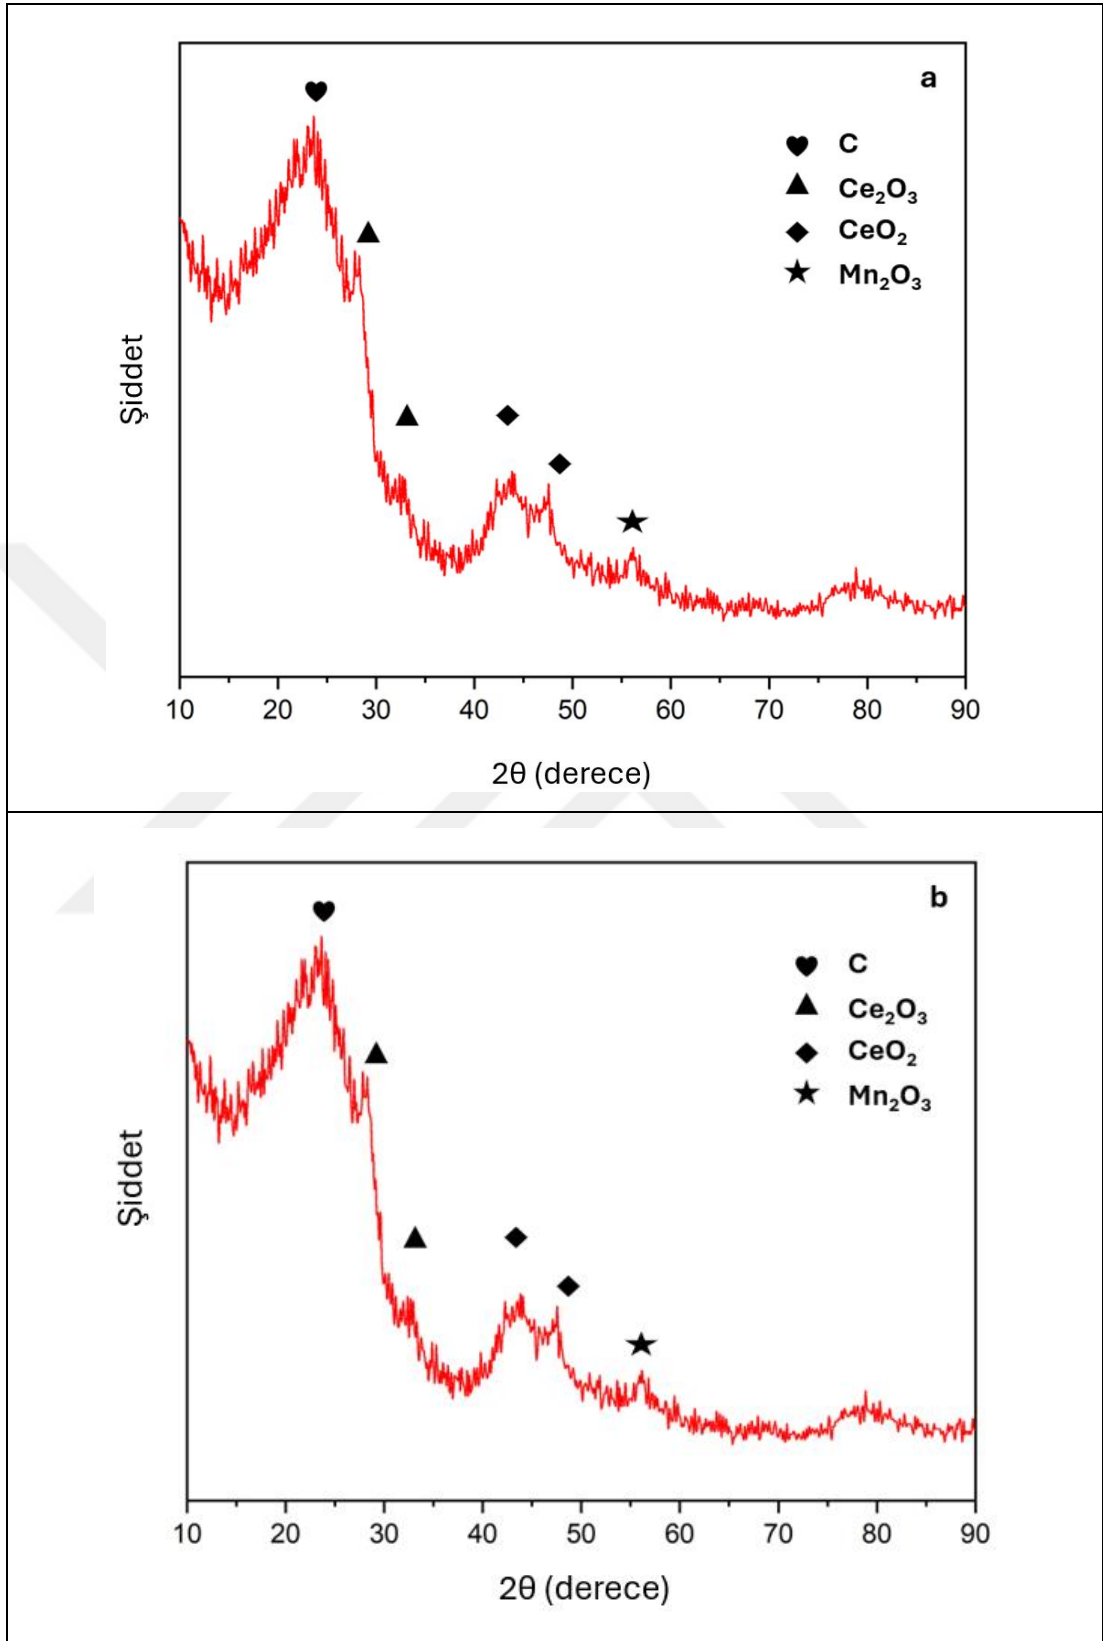 a
♥ C
▲ Ce₂O₃
◆ CeO₂
★ Mn₂O₃
Şiddet
10 20 30 40 50 60 70 80 90
2θ (derece)
b
♥ C
▲ Ce₂O₃
◆ CeO₂
★ Mn₂O₃
Şiddet
10 20 30 40 50 60 70 80 90
2θ (derece)